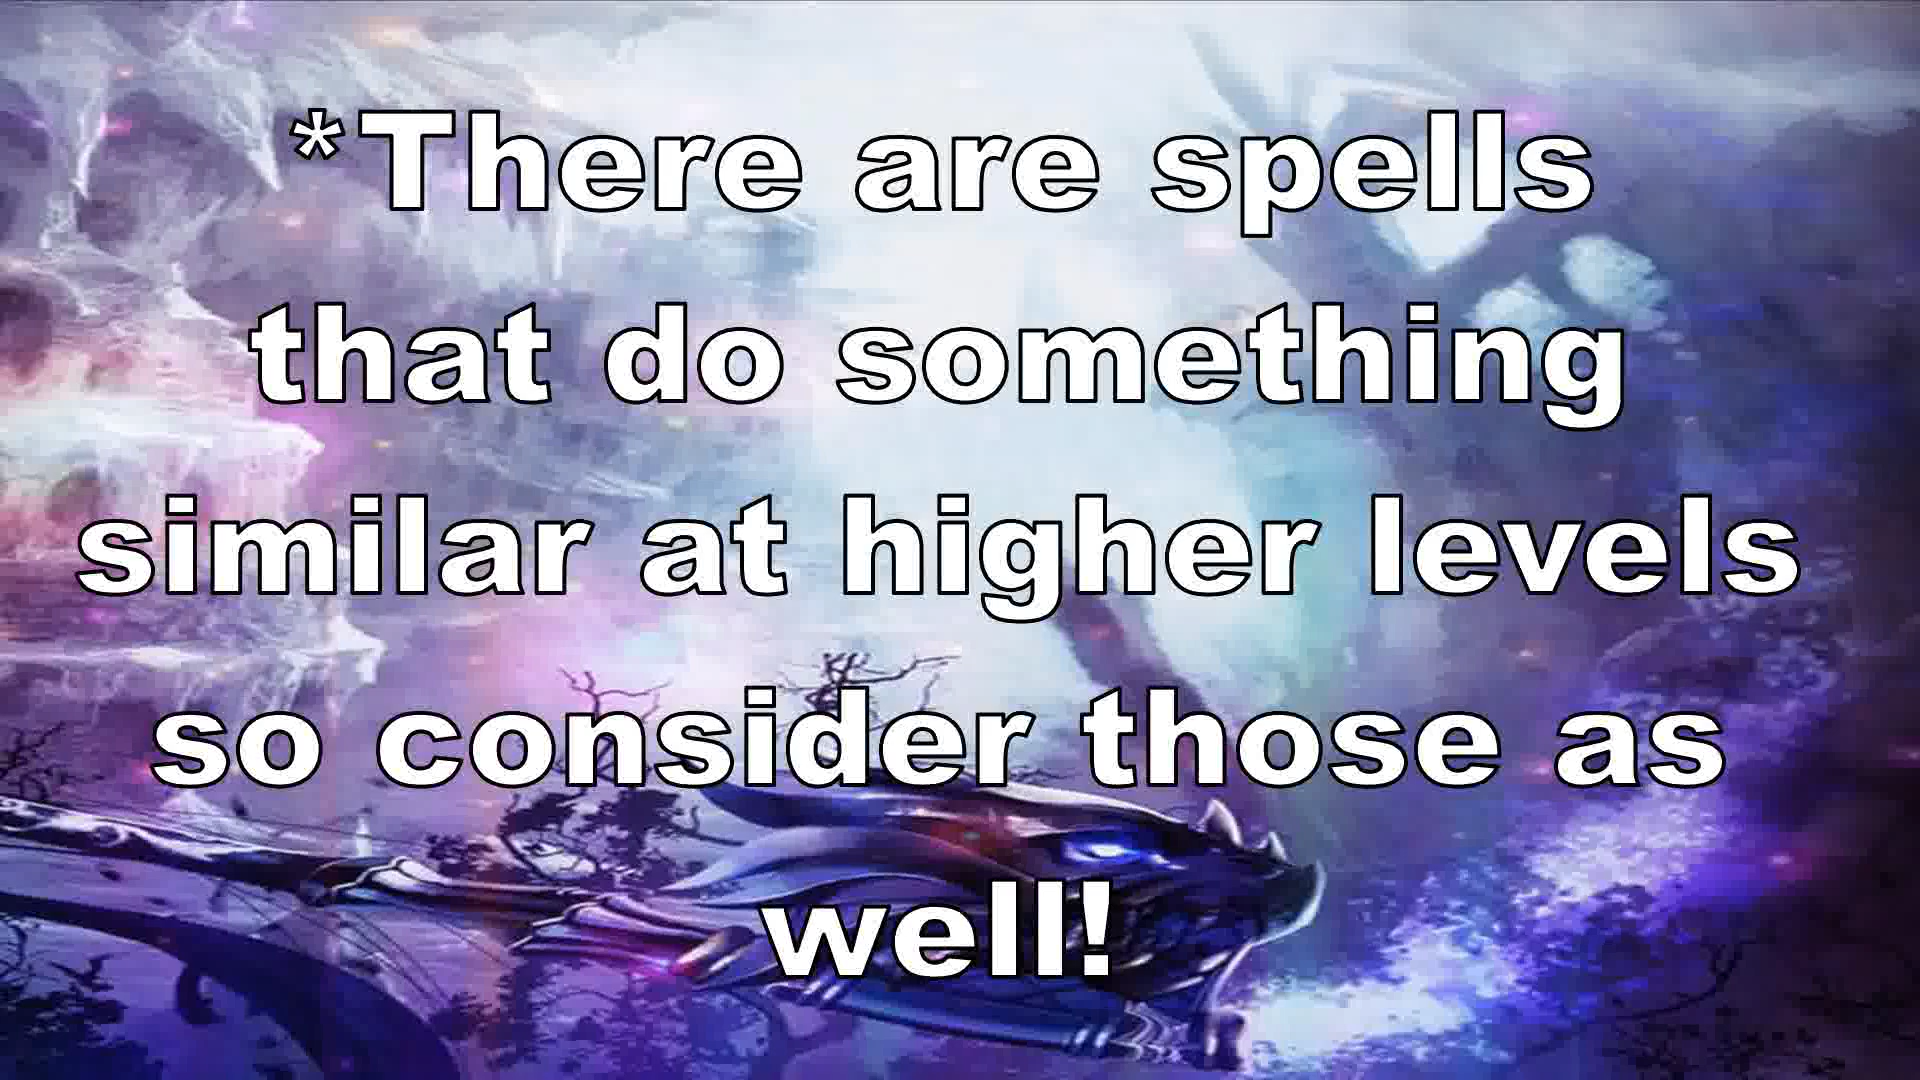 *There are spells
that do something
similar at higher levels
so consider those as
well!